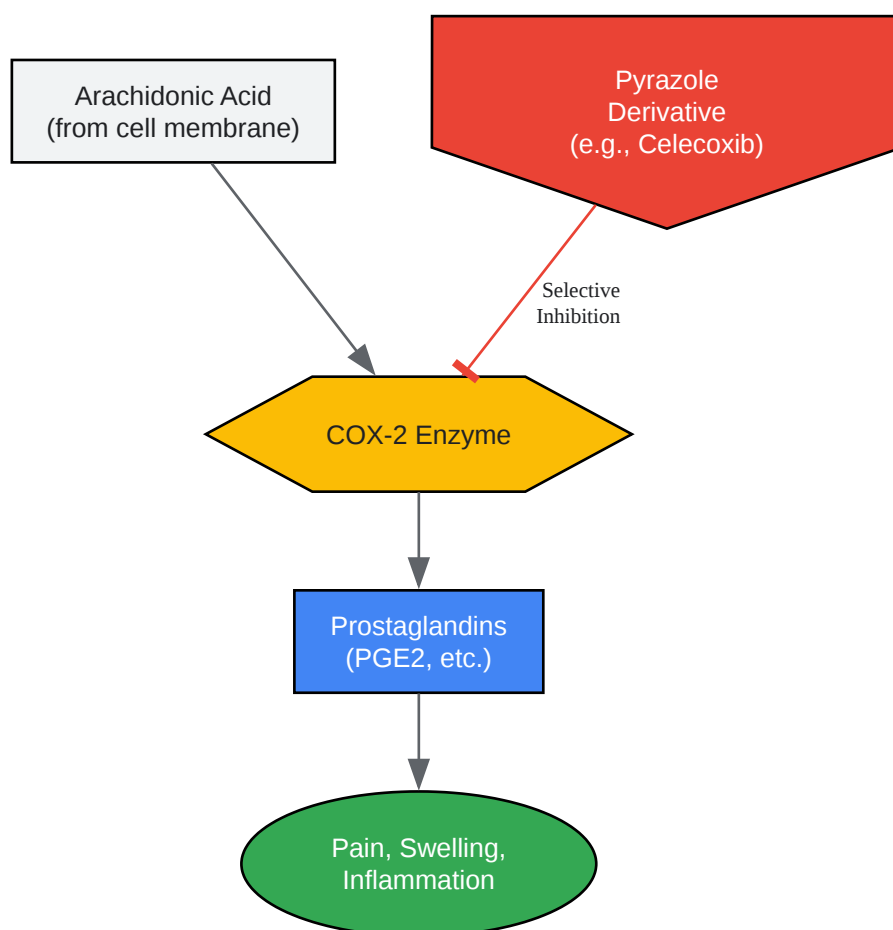 Arachidonic Acid
(from cell membrane)
Pyrazole
Derivative
(e.g., Celecoxib)
Selective
Inhibition
COX-2 Enzyme
Prostaglandins
(PGE2, etc.)
Pain, Swelling,
Inflammation